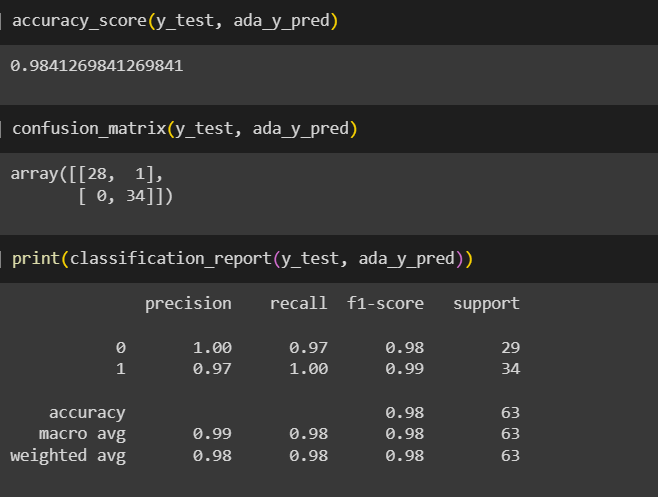 accuracy_score(y_test, ada_y_pred)
0.9841269841269841
confusion_matrix(y_test, ada_y_pred)
array([[28,  1],
       [ 0, 34]])
print(classification_report(y_test, ada_y_pred))
              precision    recall  f1-score   support
           0       1.00      0.97      0.98        29
           1       0.97      1.00      0.99        34
    accuracy                           0.98        63
   macro avg       0.99      0.98      0.98        63
weighted avg       0.98      0.98      0.98        63